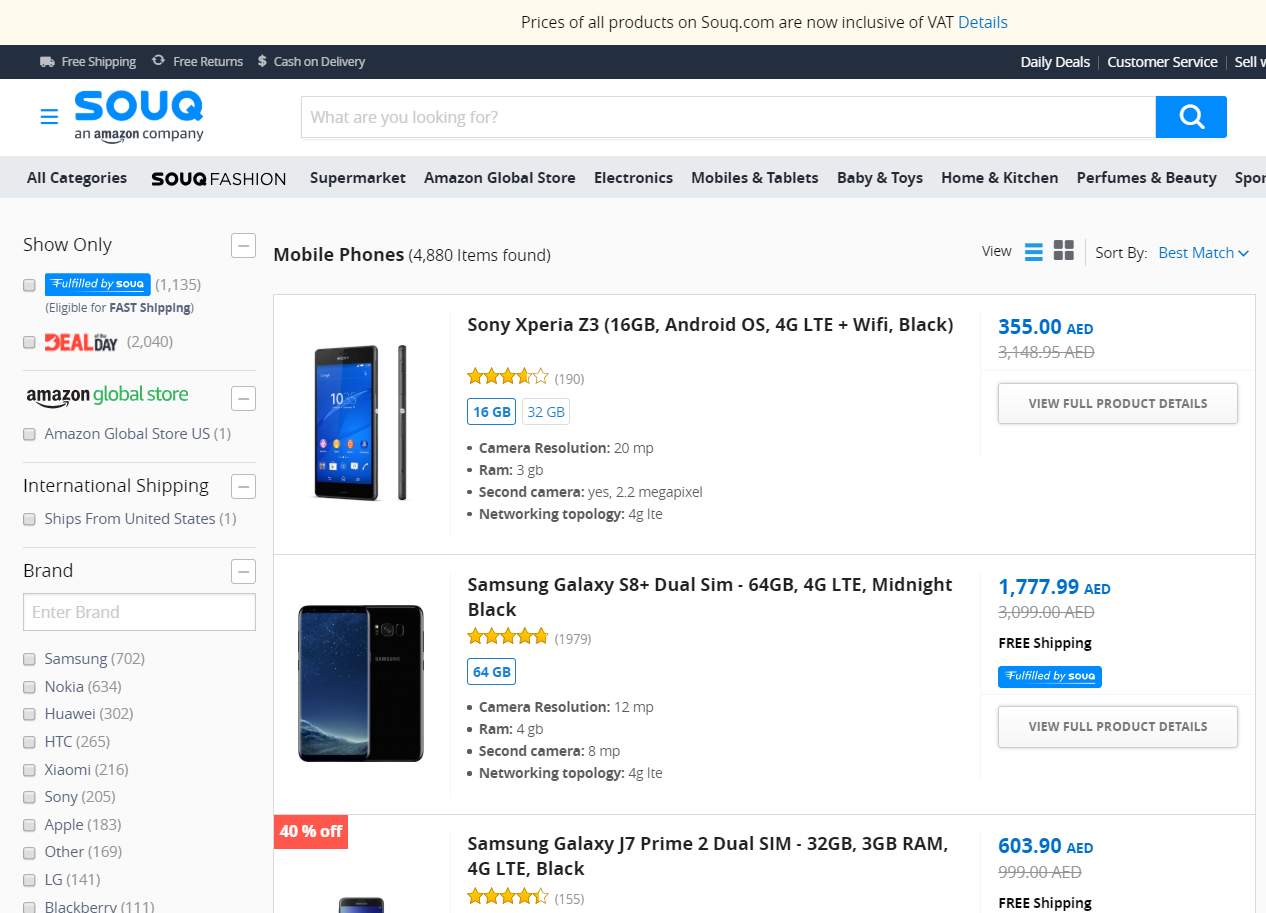 Prices of all products on Souq.com are now inclusive of VAT Details
Free Shipping Free Returns $ Cash on Delivery
Daily Deals Customer Service Sell w
SOUQ
an amazon company
What are you looking for?
All Categories SOUQ FASHION Supermarket Amazon Global Store Electronics Mobiles & Tablets Baby & Toys Home & Kitchen Perfumes & Beauty Spor
Show Only
Fulfilled by souq (1,135)
(Eligible for FAST Shipping)
DEAL of the DAY (2,040)
amazon global store
Amazon Global Store US (1)
International Shipping
Ships From United States (1)
Brand
Enter Brand
Samsung (702)
Nokia (634)
Huawei (302)
HTC (265)
Xiaomi (216)
Sony (205)
Apple (183)
Other (169)
LG (141)
Blackberry (111)
Mobile Phones (4,880 Items found)
View Sort By: Best Match
Sony Xperia Z3 (16GB, Android OS, 4G LTE + Wifi, Black)
(190)
16 GB 32 GB
• Camera Resolution: 20 mp
• Ram: 3 gb
• Second camera: yes, 2.2 megapixel
• Networking topology: 4g lte
355.00 AED
3,148.95 AED
VIEW FULL PRODUCT DETAILS
SONY
SAMSUNG
Samsung Galaxy S8+ Dual Sim - 64GB, 4G LTE, Midnight
Black
(1979)
64 GB
• Camera Resolution: 12 mp
• Ram: 4 gb
• Second camera: 8 mp
• Networking topology: 4g lte
1,777.99 AED
3,099.00 AED
FREE Shipping
Fulfilled by souq
VIEW FULL PRODUCT DETAILS
40 % off
Samsung Galaxy J7 Prime 2 Dual SIM - 32GB, 3GB RAM,
4G LTE, Black
(155)
603.90 AED
999.00 AED
FREE Shipping